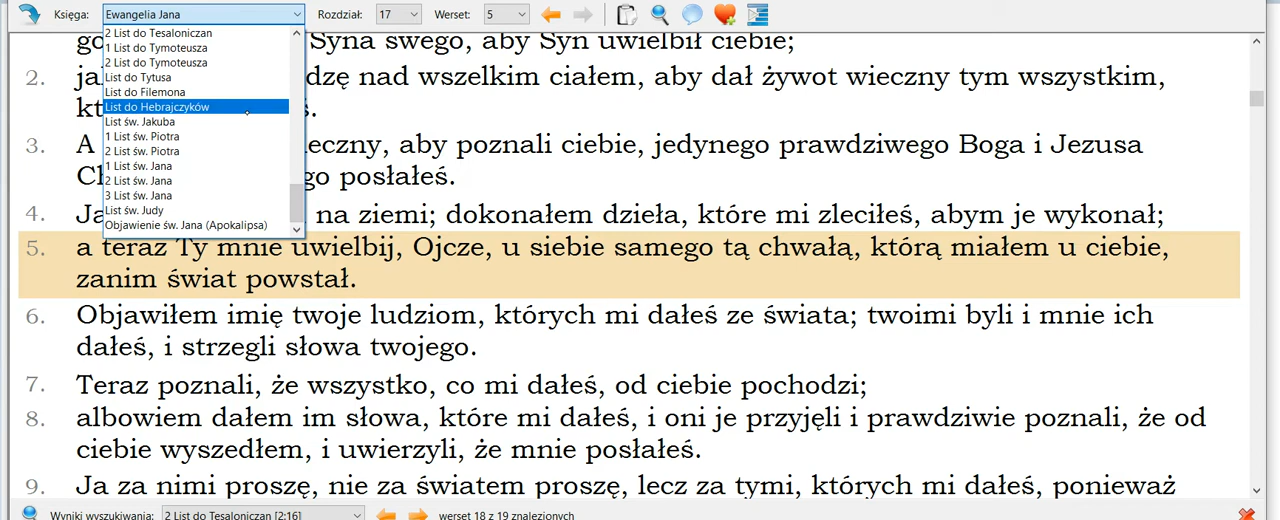 Księga: Ewangelia Jana Rozdział: 17 Werset: 5
2 List do Tesaloniczan
1 List do Tymoteusza
2 List do Tymoteusza
List do Tytusa
List do Filemona
List do Hebrajczyków
List św. Jakuba
1 List św. Piotra
2 List św. Piotra
1 List św. Jana
2 List św. Jana
3 List św. Jana
List św. Judy
Objawienie św. Jana (Apokalipsa)
Syna swego, aby Syn uwielbił ciebie;
2. nad wszelkim ciałem, aby dał żywot wieczny tym wszystkim,
3. A aby poznali ciebie, jedynego prawdziwego Boga i Jezusa
posłałeś.
4. na ziemi; dokonałem dzieła, które mi zleciłeś, abym je wykonał;
5. a teraz Ty mnie uwielbij, Ojcze, u siebie samego tą chwałą, którą miałem u ciebie,
zanim świat powstał.
6. Objawiłem imię twoje ludziom, których mi dałeś ze świata; twoimi byli i mnie ich
dałeś, i strzegli słowa twojego.
7. Teraz poznali, że wszystko, co mi dałeś, od ciebie pochodzi;
8. albowiem dałem im słowa, które mi dałeś, i oni je przyjęli i prawdziwie poznali, że od
ciebie wyszedłem, i uwierzyli, że mnie posłałeś.
9. Ja za nimi proszę, nie za światem proszę, lecz za tymi, których mi dałeś, ponieważ
Wyniki wyszukiwania: 2 List do Tesaloniczan [2:16] werset 18 z 19 znalezionych